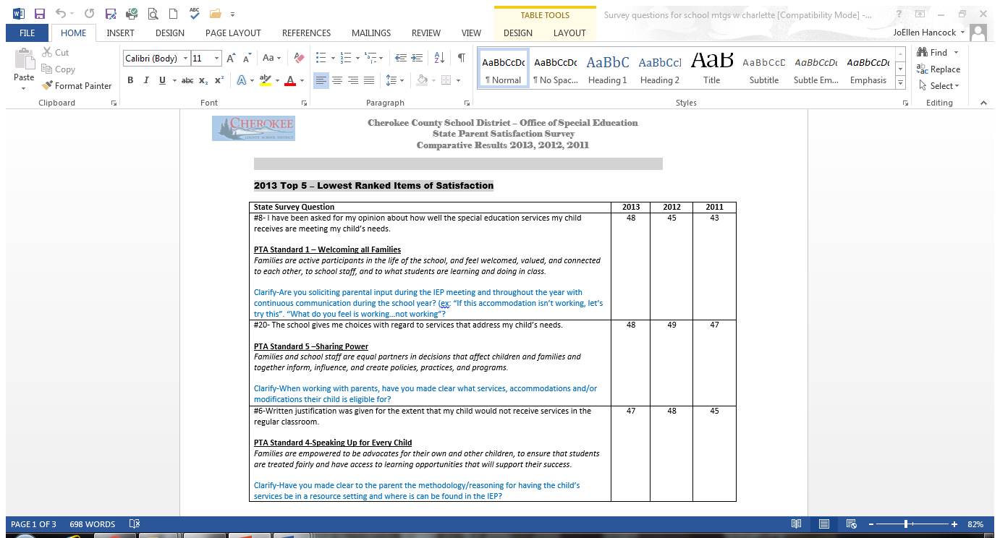 TABLE TOOLS
Survey questions for school mtgs w charlette [Compatibility Mode] -...
FILE HOME INSERT DESIGN PAGE LAYOUT REFERENCES MAILINGS REVIEW VIEW DESIGN LAYOUT JoEllen Hancock
Cut
Copy
Paste
Format Painter
Clipboard
Calibri (Body) 11 A A Aa
B I U abc x₂ x² A ab A
Font
Paragraph
AaBbCcDc AaBbCcDc AaBbC AaBbCcI AaB AaBbCcD AaBbCcDc AaBbCcDc
¶ Normal ¶ No Spac... Heading 1 Heading 2 Title Subtitle Subtle Em... Emphasis
Styles
Find
Replace
Select
Editing
CHEROKEE
COUNTY SCHOOL DISTRICT
Cherokee County School District – Office of Special Education
State Parent Satisfaction Survey
Comparative Results 2013, 2012, 2011
2013 Top 5 – Lowest Ranked Items of Satisfaction
State Survey Question 2013 2012 2011
#8- I have been asked for my opinion about how well the special education services my child 48 45 43
receives are meeting my child's needs.
PTA Standard 1 – Welcoming all Families
Families are active participants in the life of the school, and feel welcomed, valued, and connected
to each other, to school staff, and to what students are learning and doing in class.
Clarify-Are you soliciting parental input during the IEP meeting and throughout the year with
continuous communication during the school year? (ex: “If this accommodation isn't working, let's
try this”. “What do you feel is working...not working”?
#20- The school gives me choices with regard to services that address my child's needs. 48 49 47
PTA Standard 5 –Sharing Power
Families and school staff are equal partners in decisions that affect children and families and
together inform, influence, and create policies, practices, and programs.
Clarify-When working with parents, have you made clear what services, accommodations and/or
modifications their child is eligible for?
#6-Written justification was given for the extent that my child would not receive services in the 47 48 45
regular classroom.
PTA Standard 4-Speaking Up for Every Child
Families are empowered to be advocates for their own and other children, to ensure that students
are treated fairly and have access to learning opportunities that will support their success.
Clarify-Have you made clear to the parent the methodology/reasoning for having the child's
services be in a resource setting and where is can be found in the IEP?
PAGE 1 OF 3 698 WORDS 82%